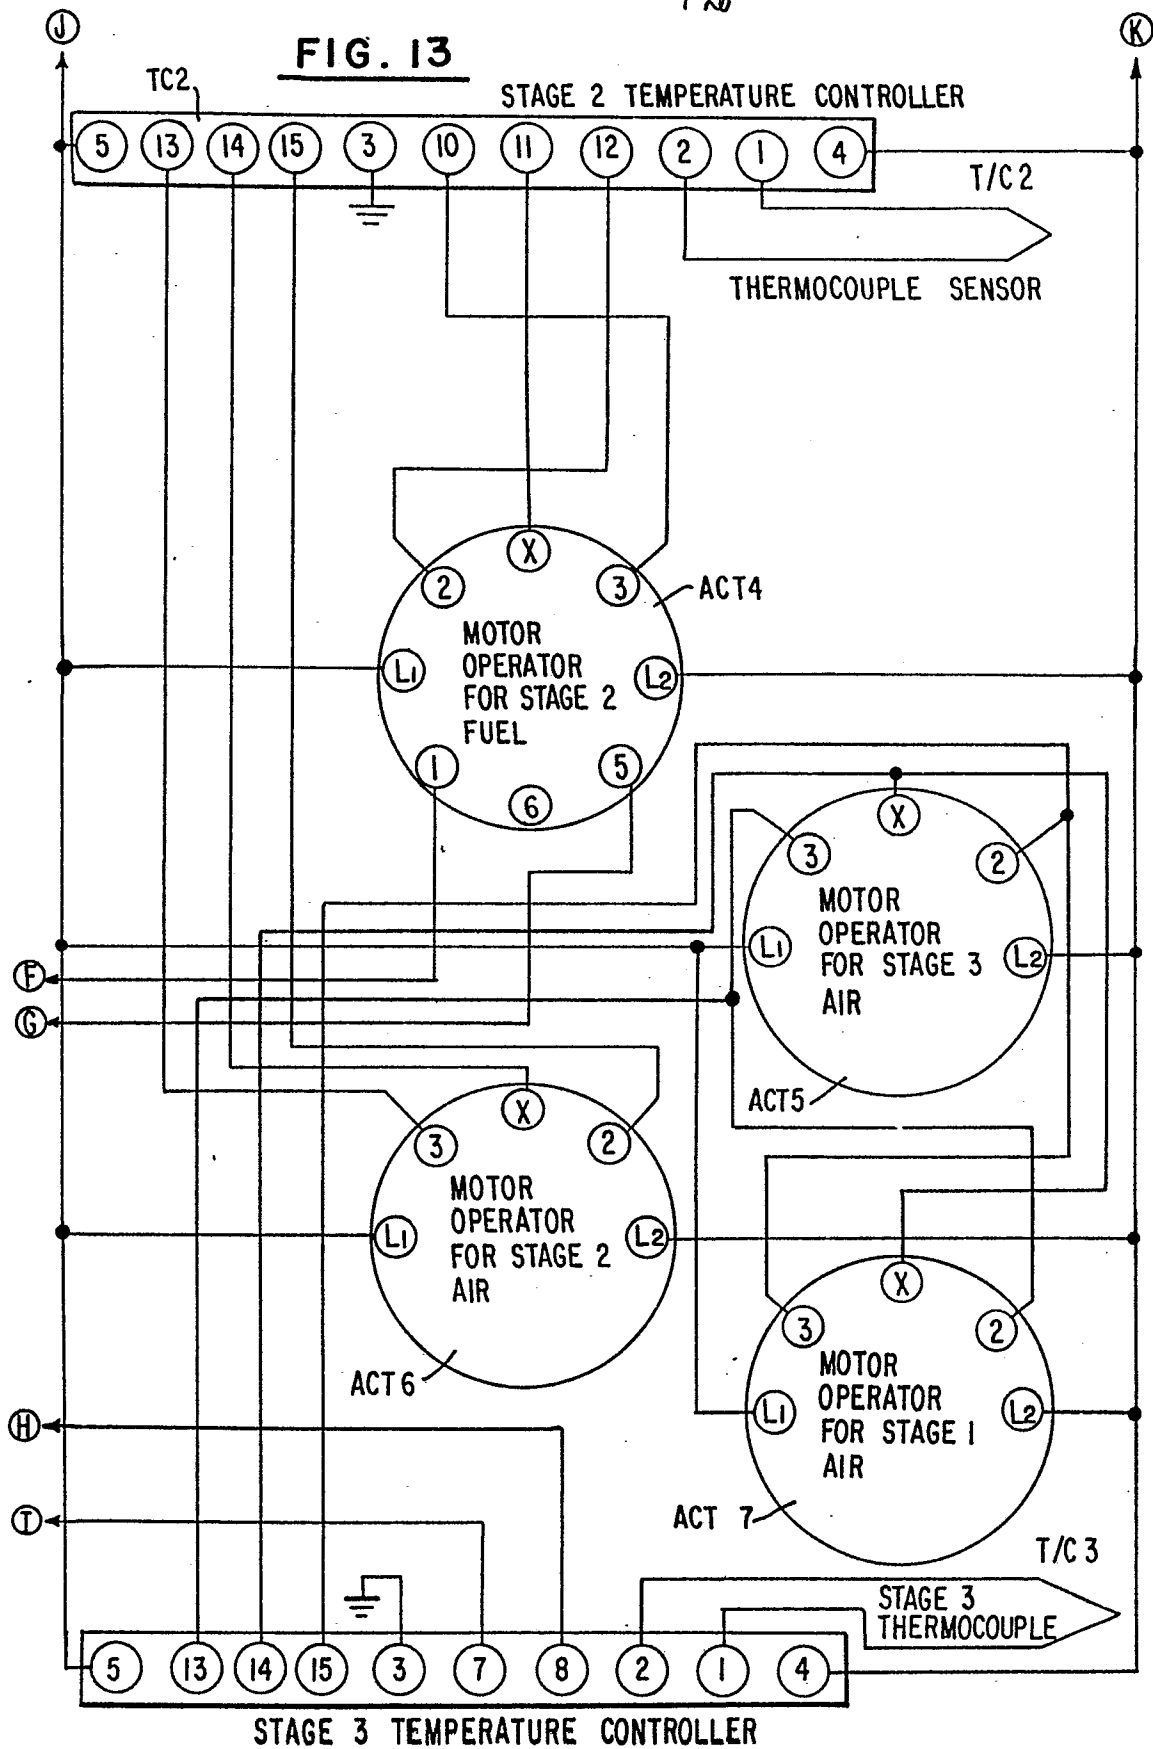 J
K
FIG. 13
TC2
STAGE 2 TEMPERATURE CONTROLLER
5 13 14 15 3 10 11 12 2 1 4
T/C2
THERMOCOUPLE SENSOR
X
2 3
ACT4
MOTOR
OPERATOR
FOR STAGE 2
FUEL
L1 L2
1 5
6
X
3 2
MOTOR
OPERATOR
FOR STAGE 3
AIR
L1 L2
F
G
ACT5
X
3 2
MOTOR
OPERATOR
FOR STAGE 2
AIR
L1 L2
ACT6
X
3 2
MOTOR
OPERATOR
FOR STAGE 1
AIR
L1 L2
H
I
ACT 7
T/C3
STAGE 3
THERMOCOUPLE
5 13 14 15 3 7 8 2 1 4
STAGE 3 TEMPERATURE CONTROLLER